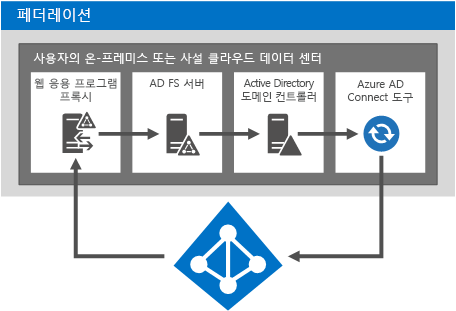 페더레이션
사용자의 온-프레미스 또는 사설 클라우드 데이터 센터
웹 응용 프로그램
프록시
AD FS 서버
Active Directory
도메인 컨트롤러
Azure AD
Connect 도구